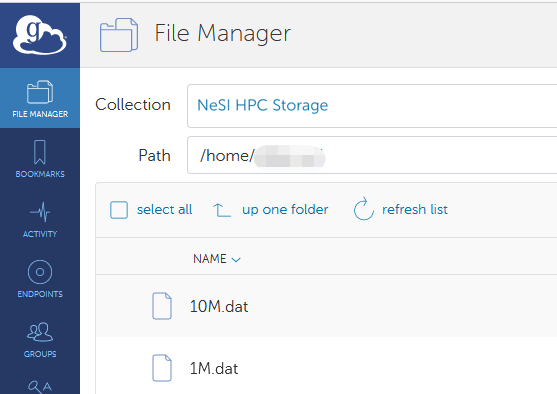 g
File Manager
FILE MANAGER
BOOKMARKS
ACTIVITY
ENDPOINTS
GROUPS
Collection NeSI HPC Storage
Path /home/
select all up one folder refresh list
NAME
10M.dat
1M.dat